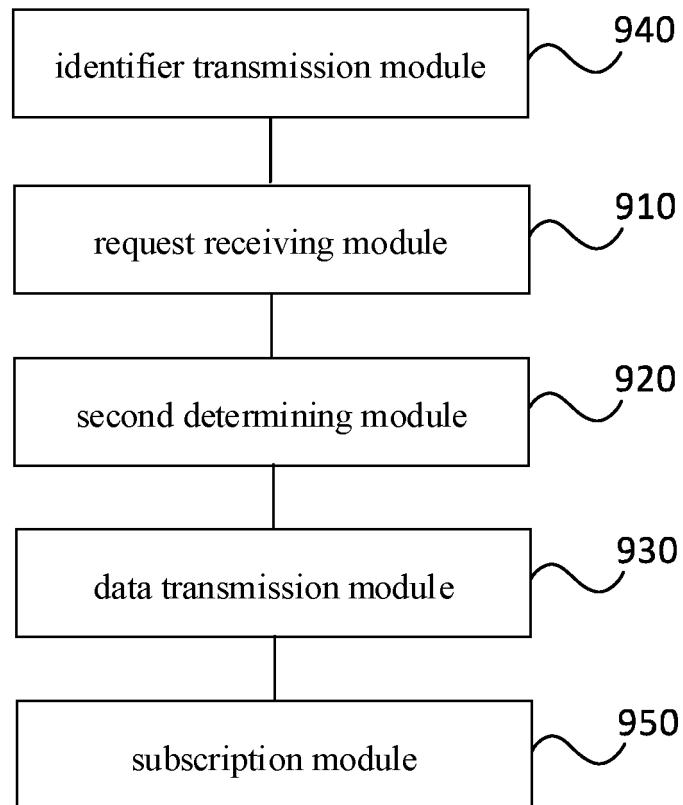 940
identifier transmission module
910
request receiving module
920
second determining module
930
data transmission module
950
subscription module